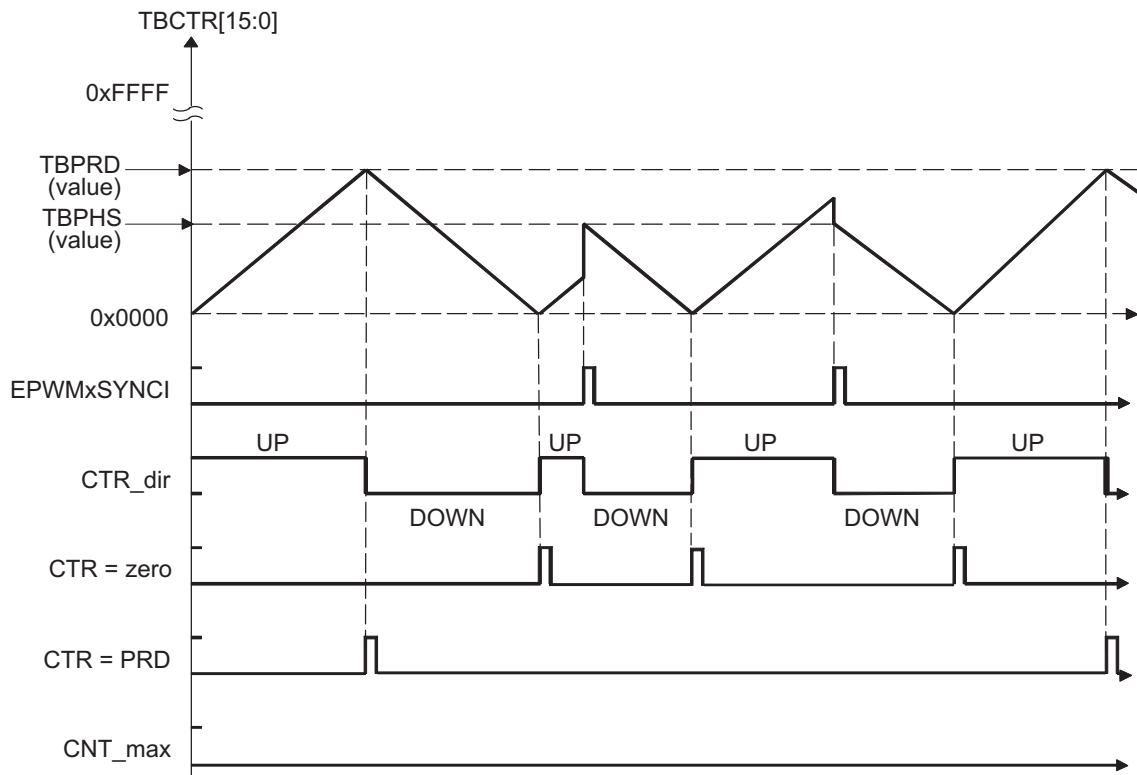 TBCTR[15:0]
0xFFFF
TBPRD
(value)
TBPHS
(value)
0x0000
EPWMxSYNCI
UP UP UP UP
CTR_dir
DOWN DOWN DOWN
CTR = zero
CTR = PRD
CNT_max